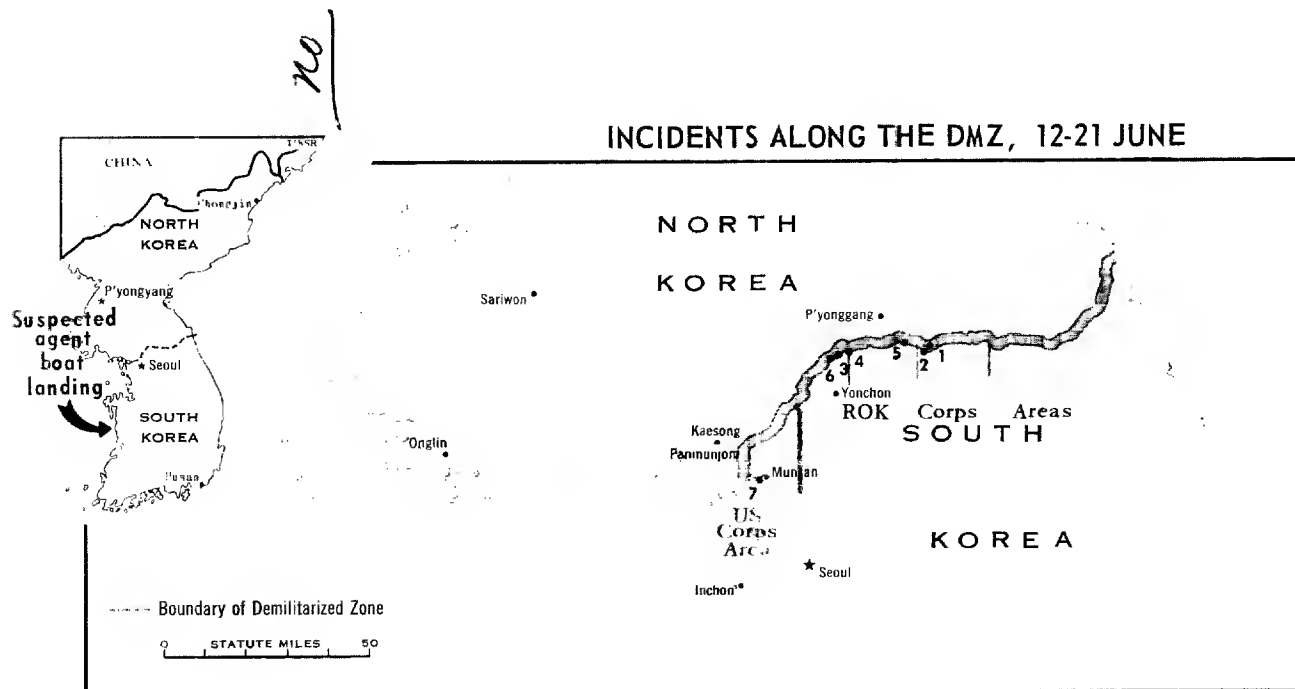 no
INCIDENTS ALONG THE DMZ, 12-21 JUNE
CHINA
USSR
Chongjin
NORTH
KOREA
P'yongyang
Suspected
agent
boat
landing
Seoul
SOUTH
KOREA
Pusan
NORTH
KOREA
Sariwon
P'yonggang
5
1
2
4
3
6
Yonchon
ROK Corps Areas
SOUTH
KOREA
Kaesong
Panmunjom
Onglin
Munsan
7
US
Corps
Area
Seoul
Inchon
Boundary of Demilitarized Zone
0 STATUTE MILES 50